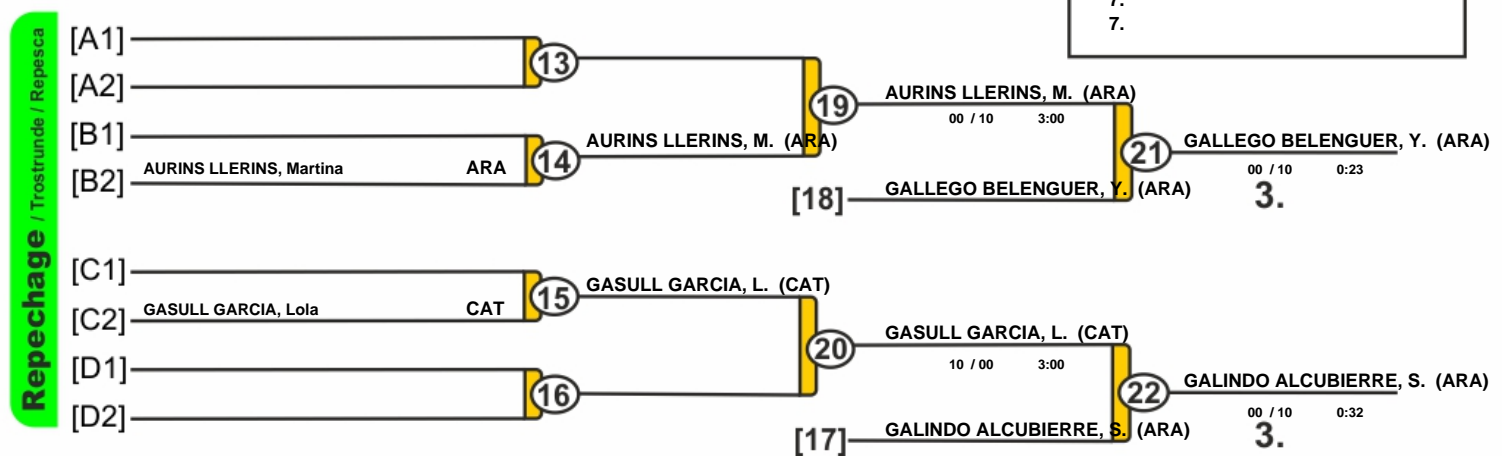 7.
7.
Repechage / Trostrunde / Repesca
[A1]
[A2]
13
[B1]
[B2] AURINS LLERINS, Martina ARA
14
AURINS LLERINS, M. (ARA)
19
AURINS LLERINS, M. (ARA)
00 / 10 3:00
[18] GALLEGO BELENGUER, Y. (ARA)
21
GALLEGO BELENGUER, Y. (ARA)
00 / 10 0:23
3.
[C1]
[C2] GASULL GARCIA, Lola CAT
15
GASULL GARCIA, L. (CAT)
[D1]
[D2]
16
20
GASULL GARCIA, L. (CAT)
10 / 00 3:00
[17] GALINDO ALCUBIERRE, S. (ARA)
22
GALINDO ALCUBIERRE, S. (ARA)
00 / 10 0:32
3.